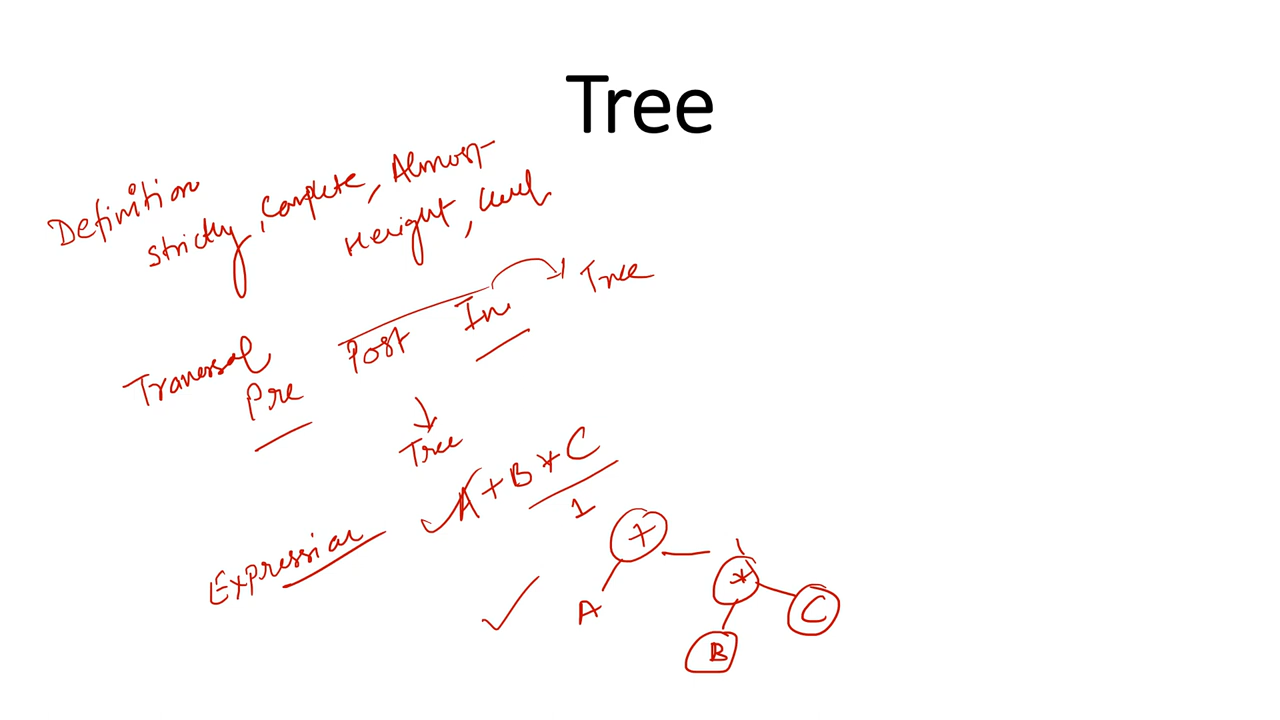 Tree
Definition
Strictly, Complete, Almost
Height, level
Traversal
Pre Post In Tree
Tree
Expression A+B*C
1
+
A * C
B